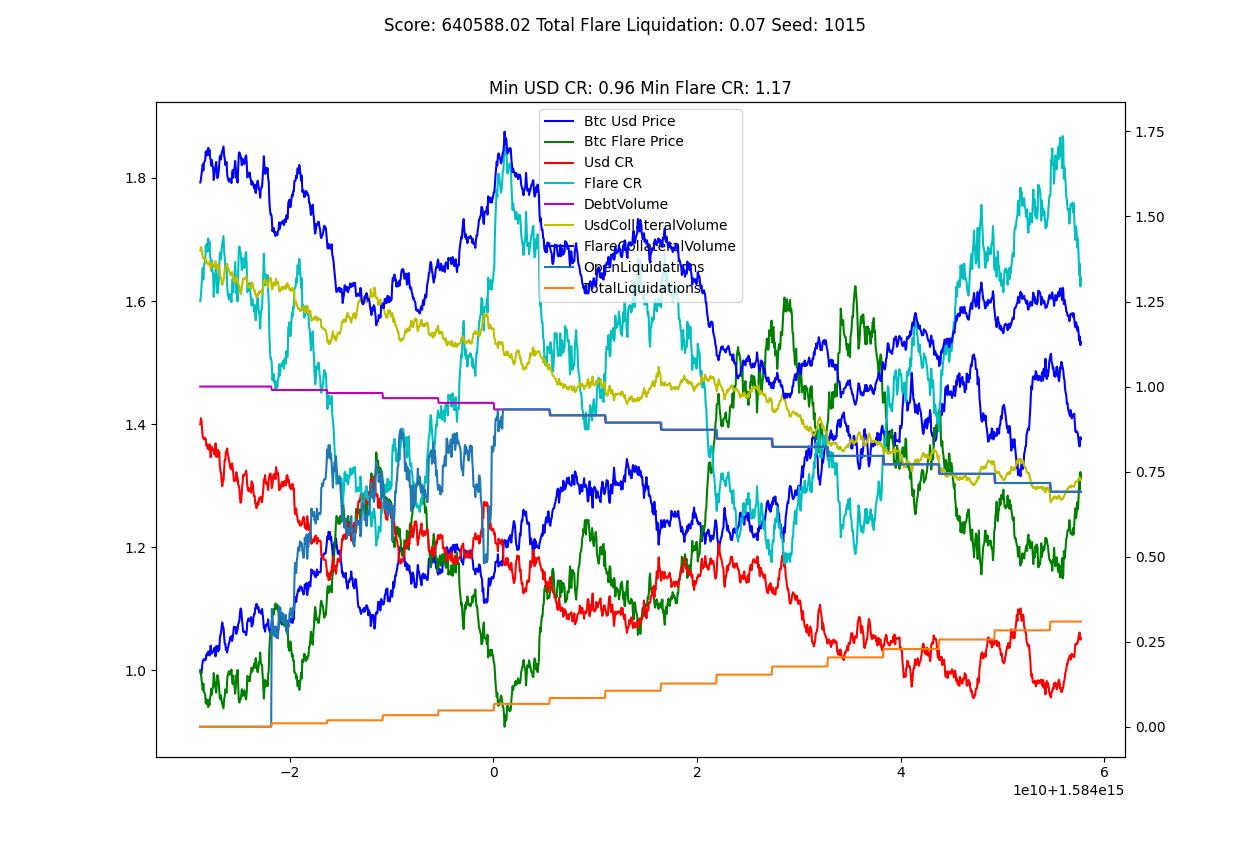 Score: 640588.02 Total Flare Liquidation: 0.07 Seed: 1015
Min USD CR: 0.96 Min Flare CR: 1.17
Btc Usd Price
Btc Flare Price
Usd CR
Flare CR
DebtVolume
UsdCollateralVolume
FlareCollateralVolume
OpenLiquidations
TotalLiquidations
1.8
1.6
1.4
1.2
1.0
1.75
1.50
1.25
1.00
0.75
0.50
0.25
0.00
−2
0
2
4
6
1e10+1.584e15